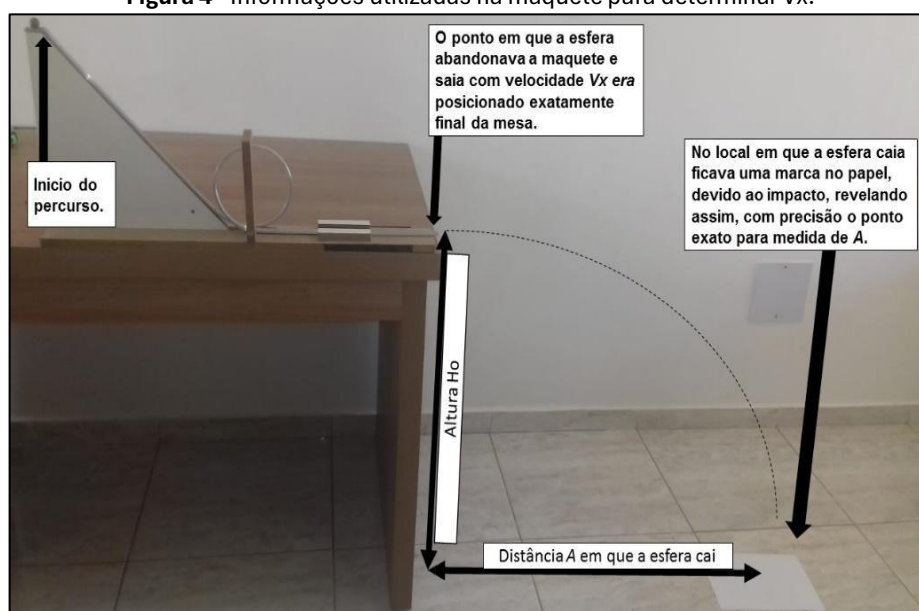 Figura 4 - Informações utilizadas na maquete para determinar Vx.
O ponto em que a esfera
abandonava a maquete e
saia com velocidade Vx era
posicionado exatamente
final da mesa.
No local em que a esfera caia
ficava uma marca no papel,
devido ao impacto, revelando
assim, com precisão o ponto
exato para medida de A.
Inicio do
percurso.
Altura Ho
Distância A em que a esfera cai